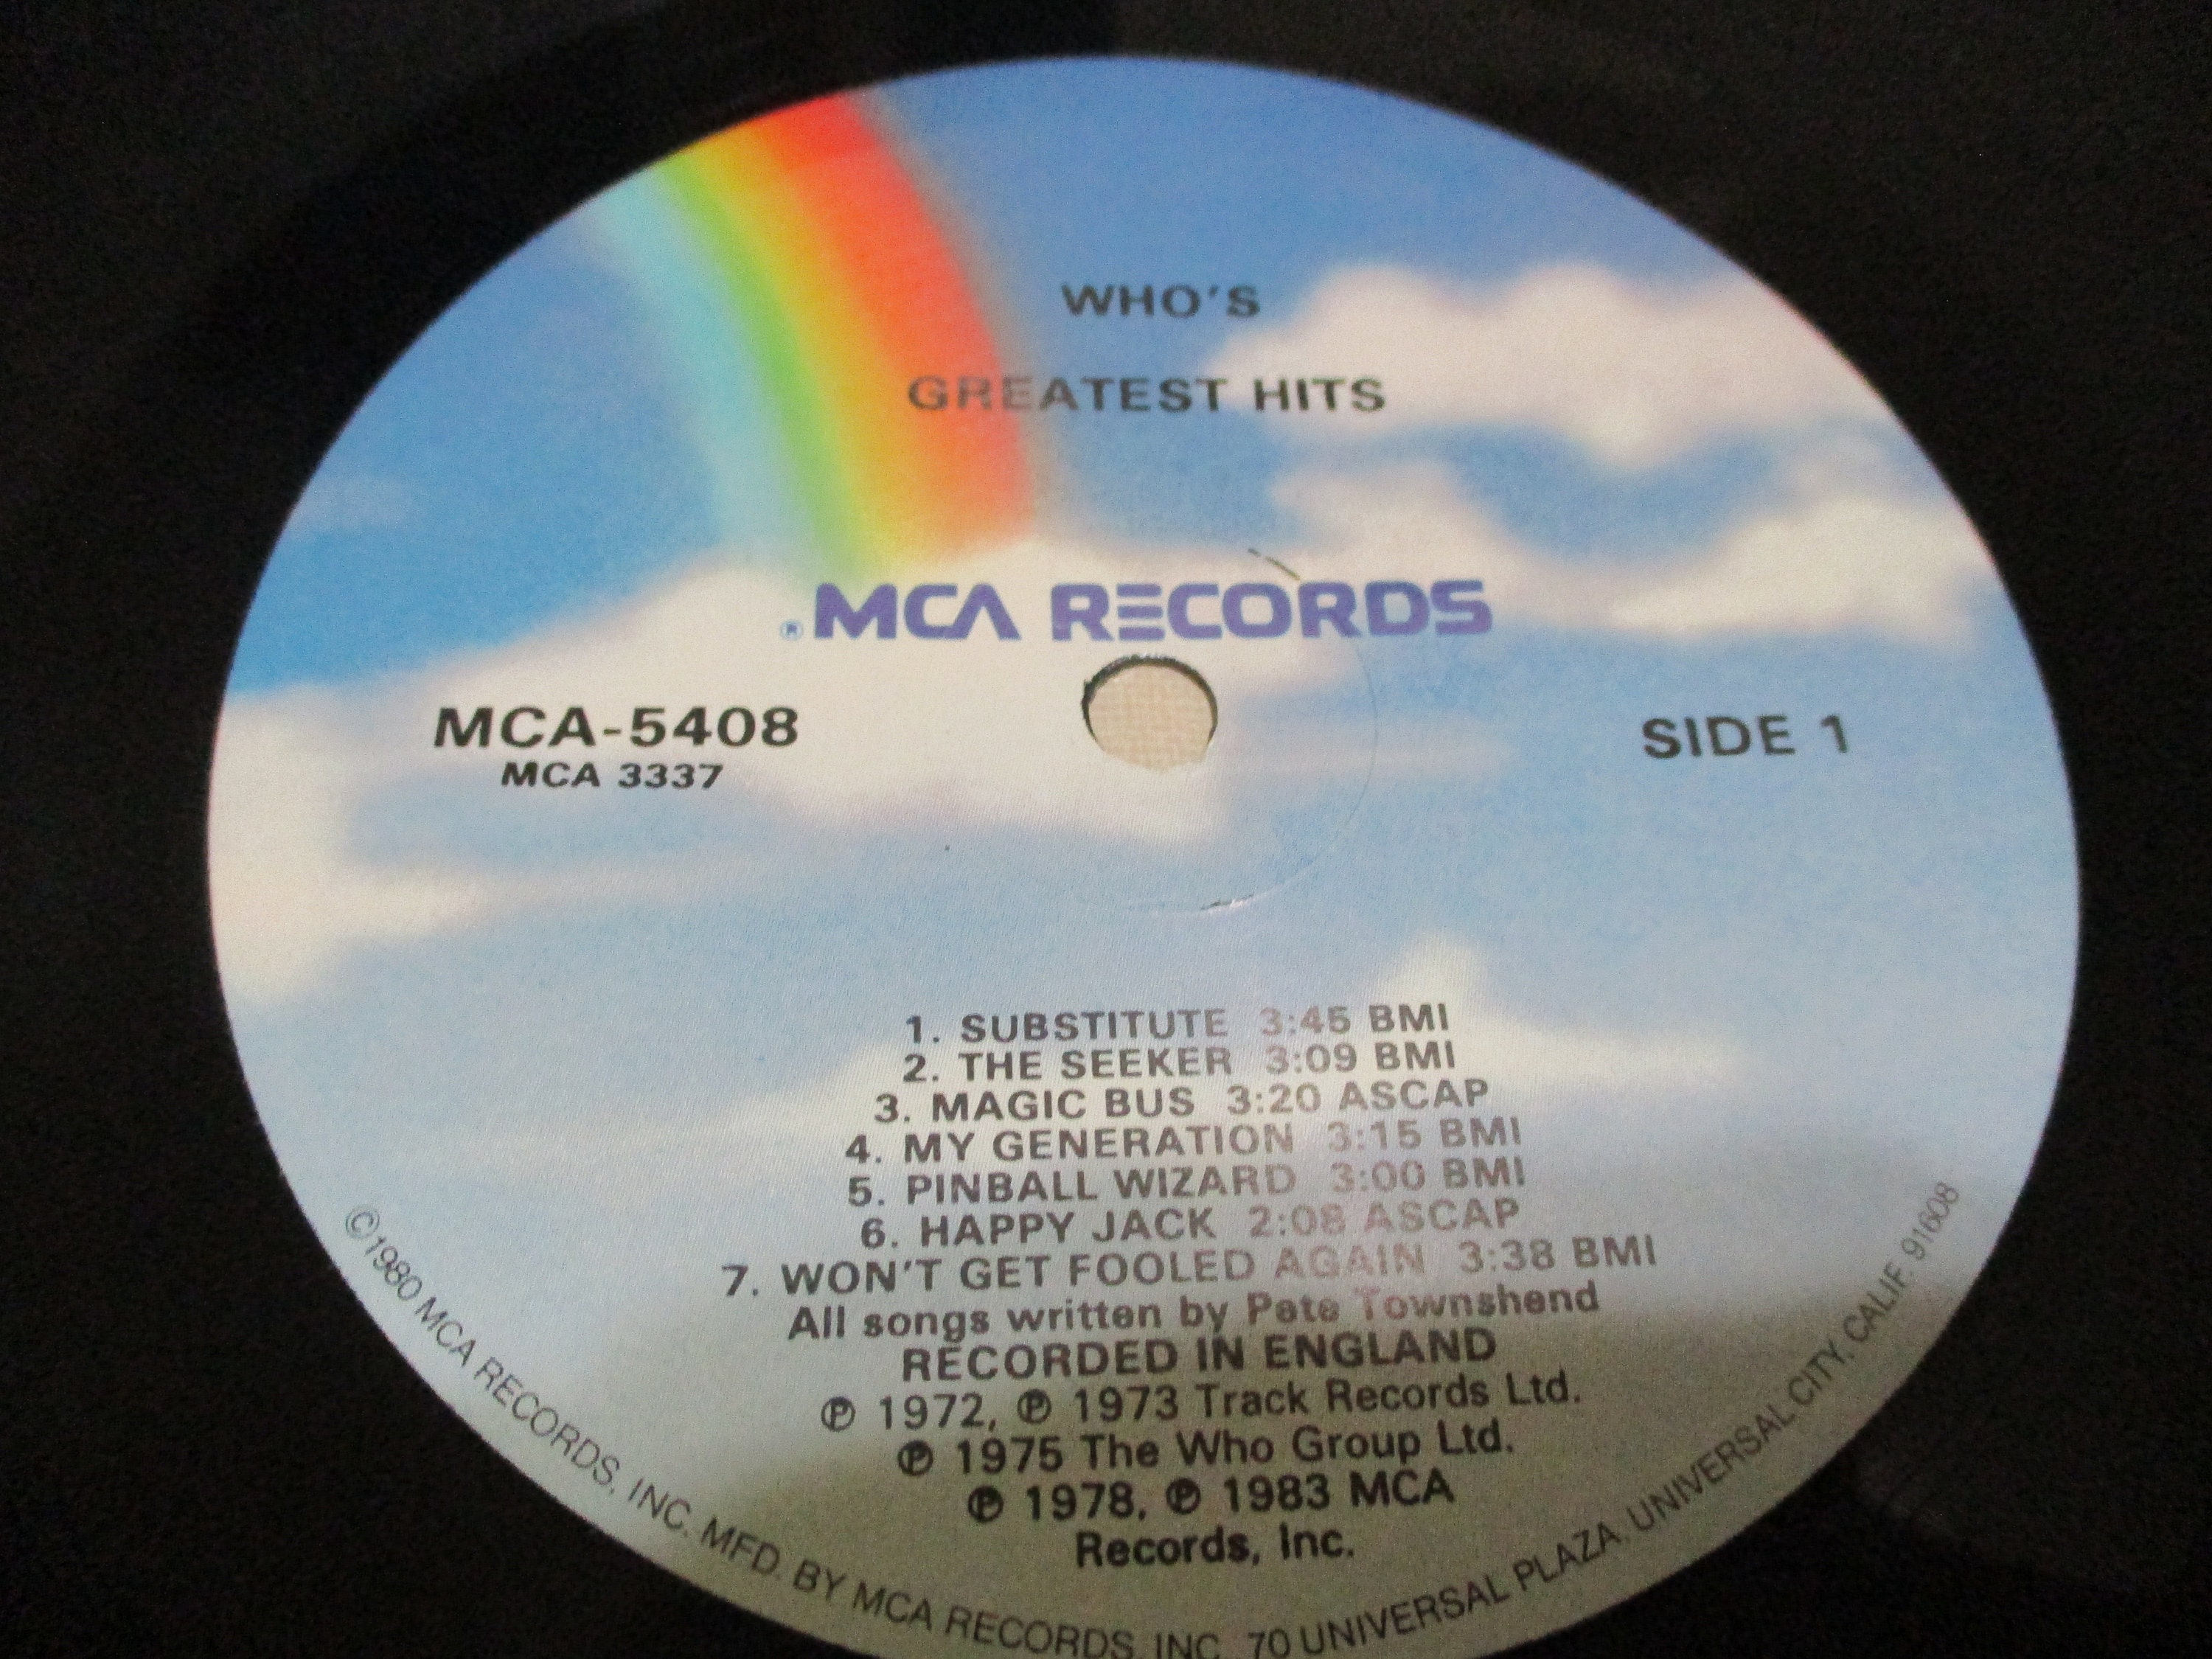 WHO'S
GREATEST HITS
® MCA RECORDS
MCA-5408
MCA 3337
SIDE 1
1. SUBSTITUTE 3:45 BMI
2. THE SEEKER 3:09 BMI
3. MAGIC BUS 3:20 ASCAP
4. MY GENERATION 3:15 BMI
5. PINBALL WIZARD 3:00 BMI
6. HAPPY JACK 2:08 ASCAP
7. WON'T GET FOOLED AGAIN 3:38 BMI
All songs written by Pete Townshend
RECORDED IN ENGLAND
℗ 1972, ℗ 1973 Track Records Ltd.
℗ 1975 The Who Group Ltd.
℗ 1978, ℗ 1983 MCA
Records, Inc.
©1980 MCA RECORDS, INC. MFD. BY MCA RECORDS, INC. 70 UNIVERSAL PLAZA, UNIVERSAL CITY, CALIF. 91608